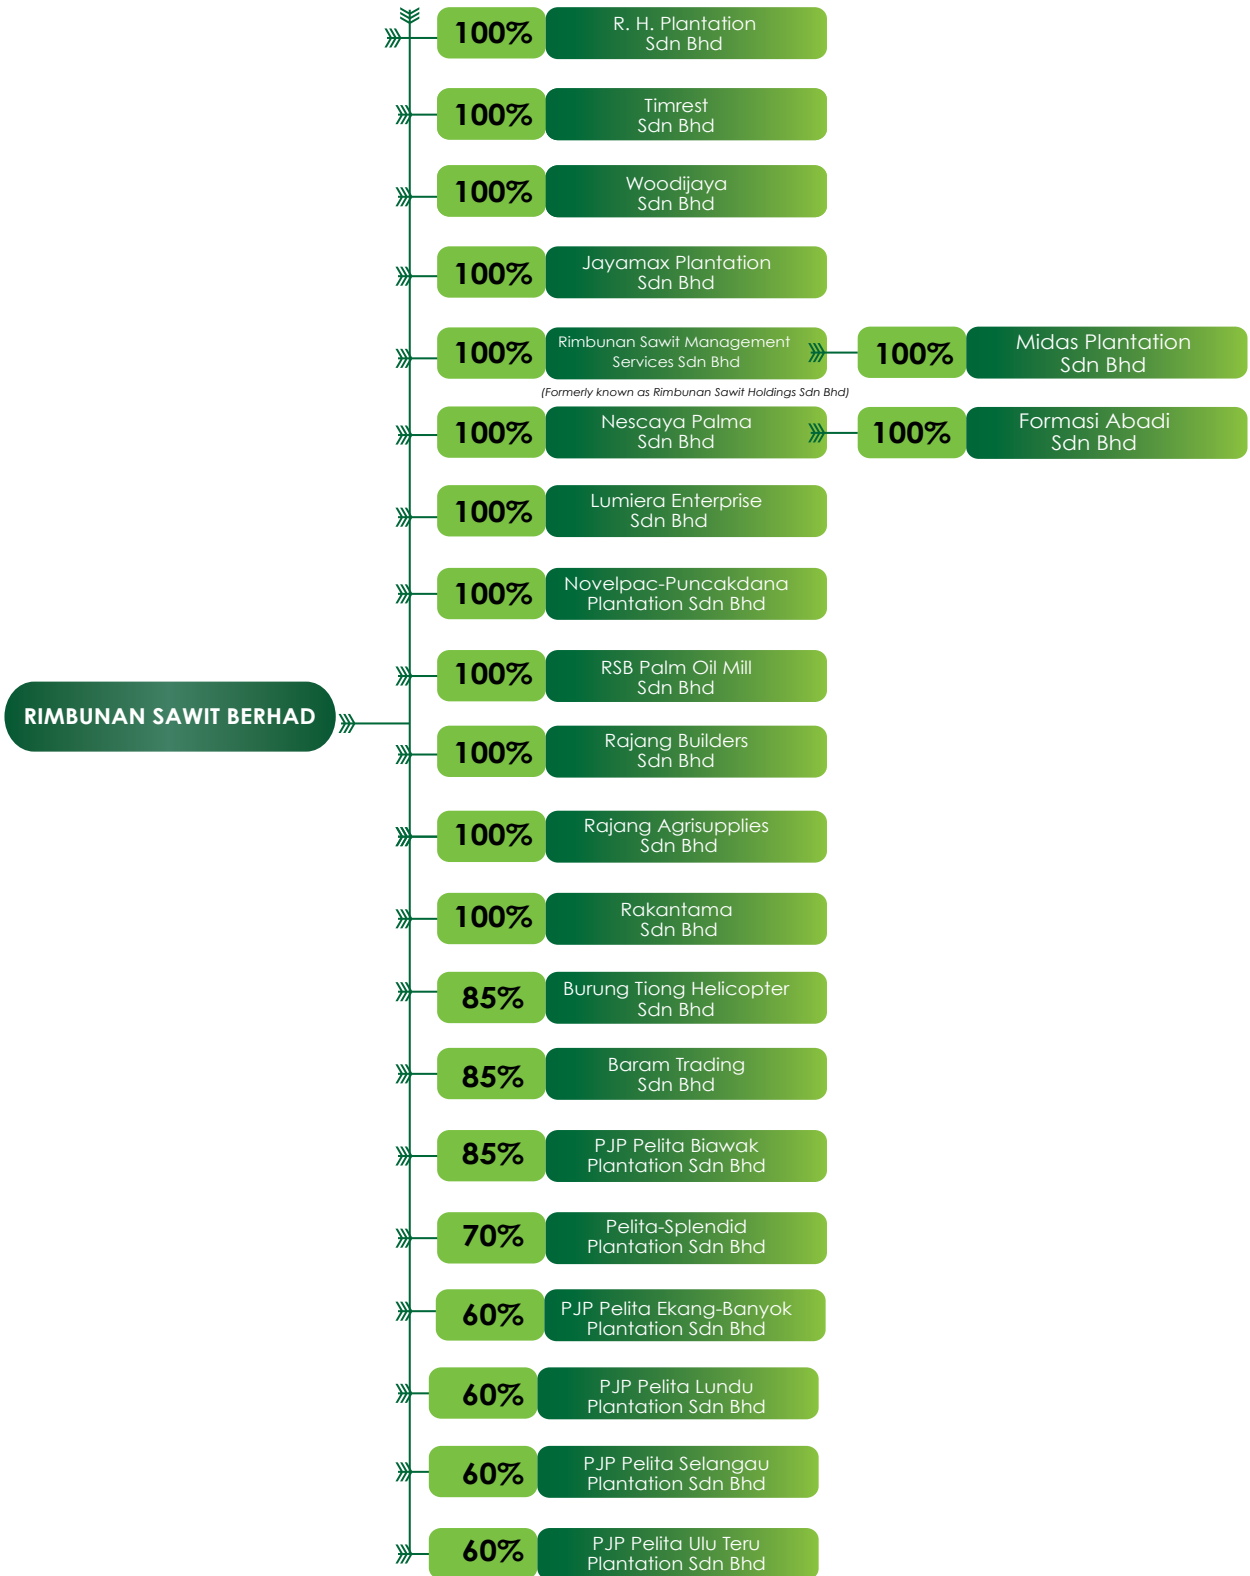 100%
R. H. Plantation
Sdn Bhd
100%
Timrest
Sdn Bhd
100%
Woodijaya
Sdn Bhd
100%
Jayamax Plantation
Sdn Bhd
100%
Rimbunan Sawit Management
Services Sdn Bhd
100%
Midas Plantation
Sdn Bhd
(Formerly known as Rimbunan Sawit Holdings Sdn Bhd)
100%
Nescaya Palma
Sdn Bhd
100%
Formasi Abadi
Sdn Bhd
100%
Lumiera Enterprise
Sdn Bhd
100%
Novelpac-Puncakdana
Plantation Sdn Bhd
100%
RSB Palm Oil Mill
Sdn Bhd
RIMBUNAN SAWIT BERHAD
100%
Rajang Builders
Sdn Bhd
100%
Rajang Agrisupplies
Sdn Bhd
100%
Rakantama
Sdn Bhd
85%
Burung Tiong Helicopter
Sdn Bhd
85%
Baram Trading
Sdn Bhd
85%
PJP Pelita Biawak
Plantation Sdn Bhd
70%
Pelita-Splendid
Plantation Sdn Bhd
60%
PJP Pelita Ekang-Banyok
Plantation Sdn Bhd
60%
PJP Pelita Lundu
Plantation Sdn Bhd
60%
PJP Pelita Selangau
Plantation Sdn Bhd
60%
PJP Pelita Ulu Teru
Plantation Sdn Bhd